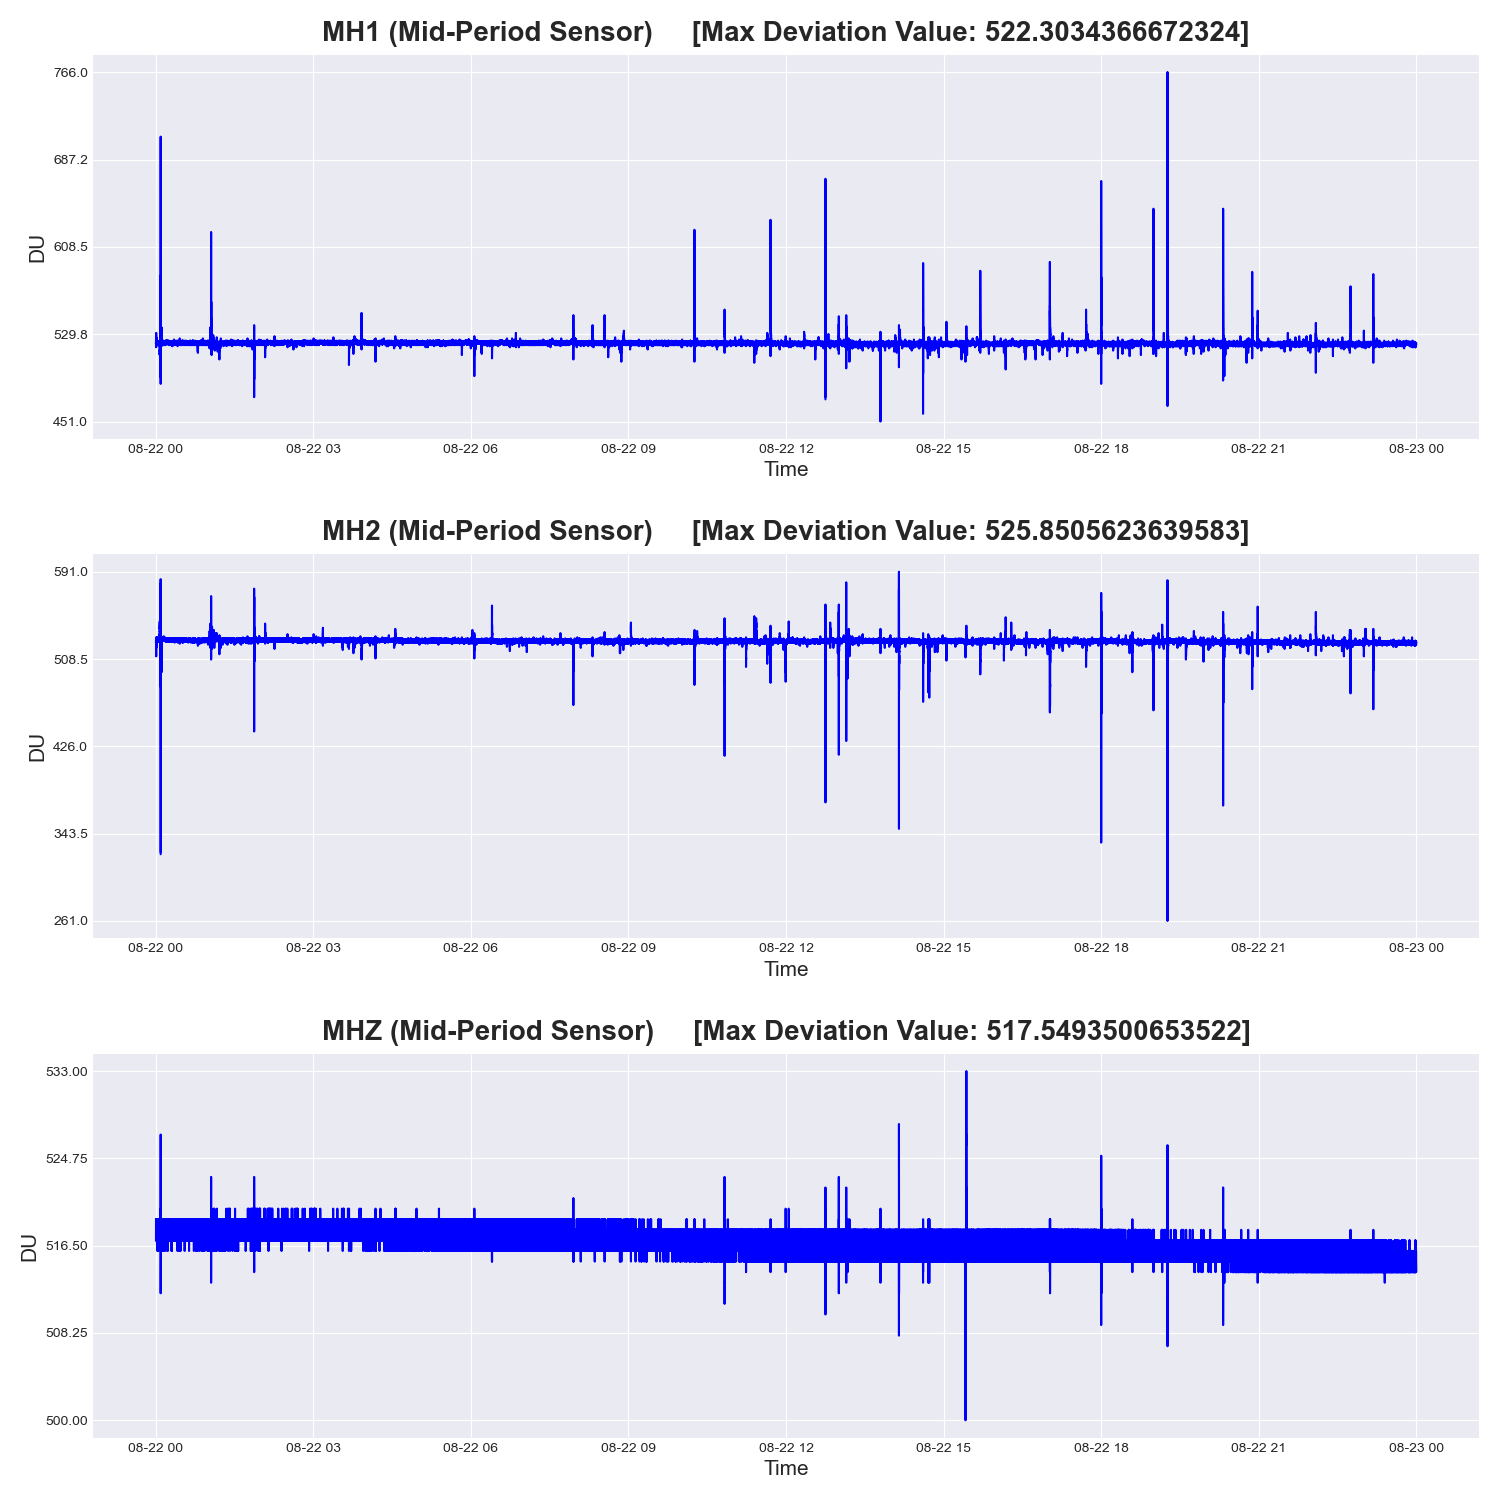 MH1 (Mid-Period Sensor) [Max Deviation Value: 522.3034366672324]
766.0
687.2
608.5
529.8
451.0
DU
08-22 00 08-22 03 08-22 06 08-22 09 08-22 12 08-22 15 08-22 18 08-22 21 08-23 00
Time
MH2 (Mid-Period Sensor) [Max Deviation Value: 525.8505623639583]
591.0
508.5
426.0
343.5
261.0
DU
08-22 00 08-22 03 08-22 06 08-22 09 08-22 12 08-22 15 08-22 18 08-22 21 08-23 00
Time
MHZ (Mid-Period Sensor) [Max Deviation Value: 517.5493500653522]
533.00
524.75
516.50
508.25
500.00
DU
08-22 00 08-22 03 08-22 06 08-22 09 08-22 12 08-22 15 08-22 18 08-22 21 08-23 00
Time